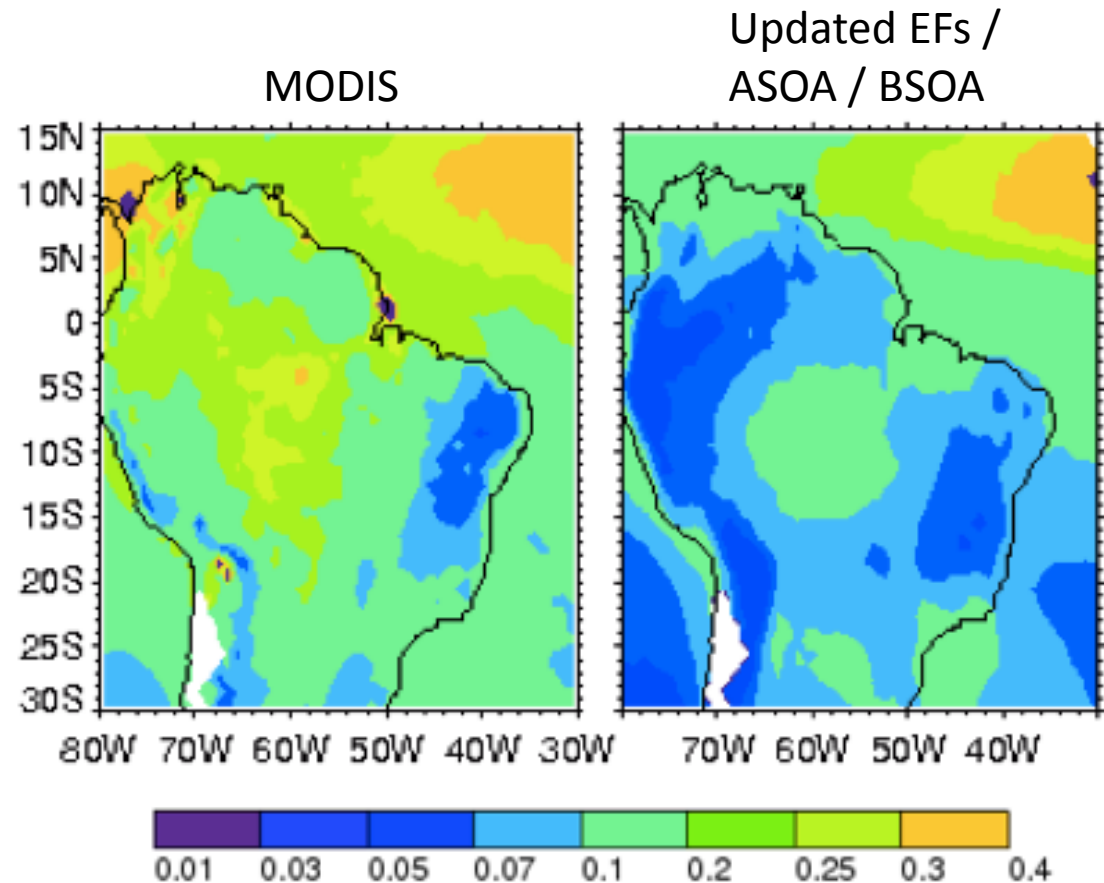 MODIS
Updated EFs /
ASOA / BSOA
15N
10N
5N
0
5S
10S
15S
20S
25S
30S
80W 70W 60W 50W 40W 30W
70W 60W 50W 40W
0.01 0.03 0.05 0.07 0.1 0.2 0.25 0.3 0.4